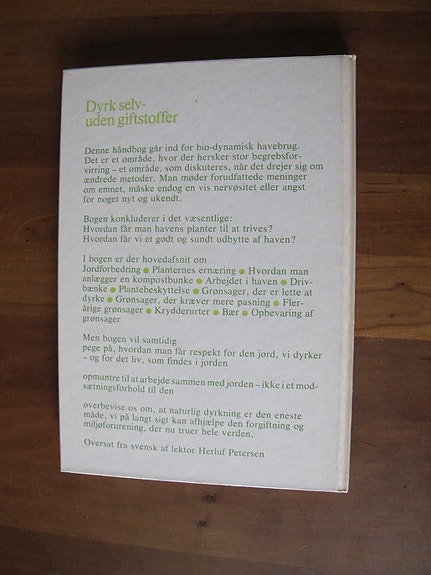 Dyrk selv-
uden giftstoffer
Denne håndbog går ind for bio-dynamisk havebrug.
Det er et område, hvor der hersker stor begrebsfor-
virring – et område, som diskuteres, når det drejer sig om
ændrede metoder. Man møder forudfattede meninger
om emnet, måske endog en vis nervøsitet eller angst
for noget nyt og ukendt.
Bogen konkluderer i det væsentlige:
Hvordan får man havens planter til at trives?
Hvordan får vi et godt og sundt udbytte af haven?
I bogen er der hovedafsnit om
Jordforbedring ● Planternes ernæring ● Hvordan man
anlægger en kompostbunke ● Arbejdet i haven ● Driv-
bænke ● Plantebeskyttelse ● Grønsager, der er lette at
dyrke ● Grønsager, der kræver mere pasning ● Fler-
årige grønsager ● Krydderurter ● Bær ● Opbevaring af
grønsager
Men bogen vil samtidig
pege på, hvordan man får respekt for den jord, vi dyrker
– og for det liv, som findes i jorden
opmuntre til at arbejde sammen med jorden – ikke i et mod-
sætningsforhold til den
overbevise os om, at naturlig dyrkning er den eneste
måde, vi på langt sigt kan afhjælpe den forgiftning og
miljøforurening, der nu truer hele verden.
Oversat fra svensk af lektor Herluf Petersen